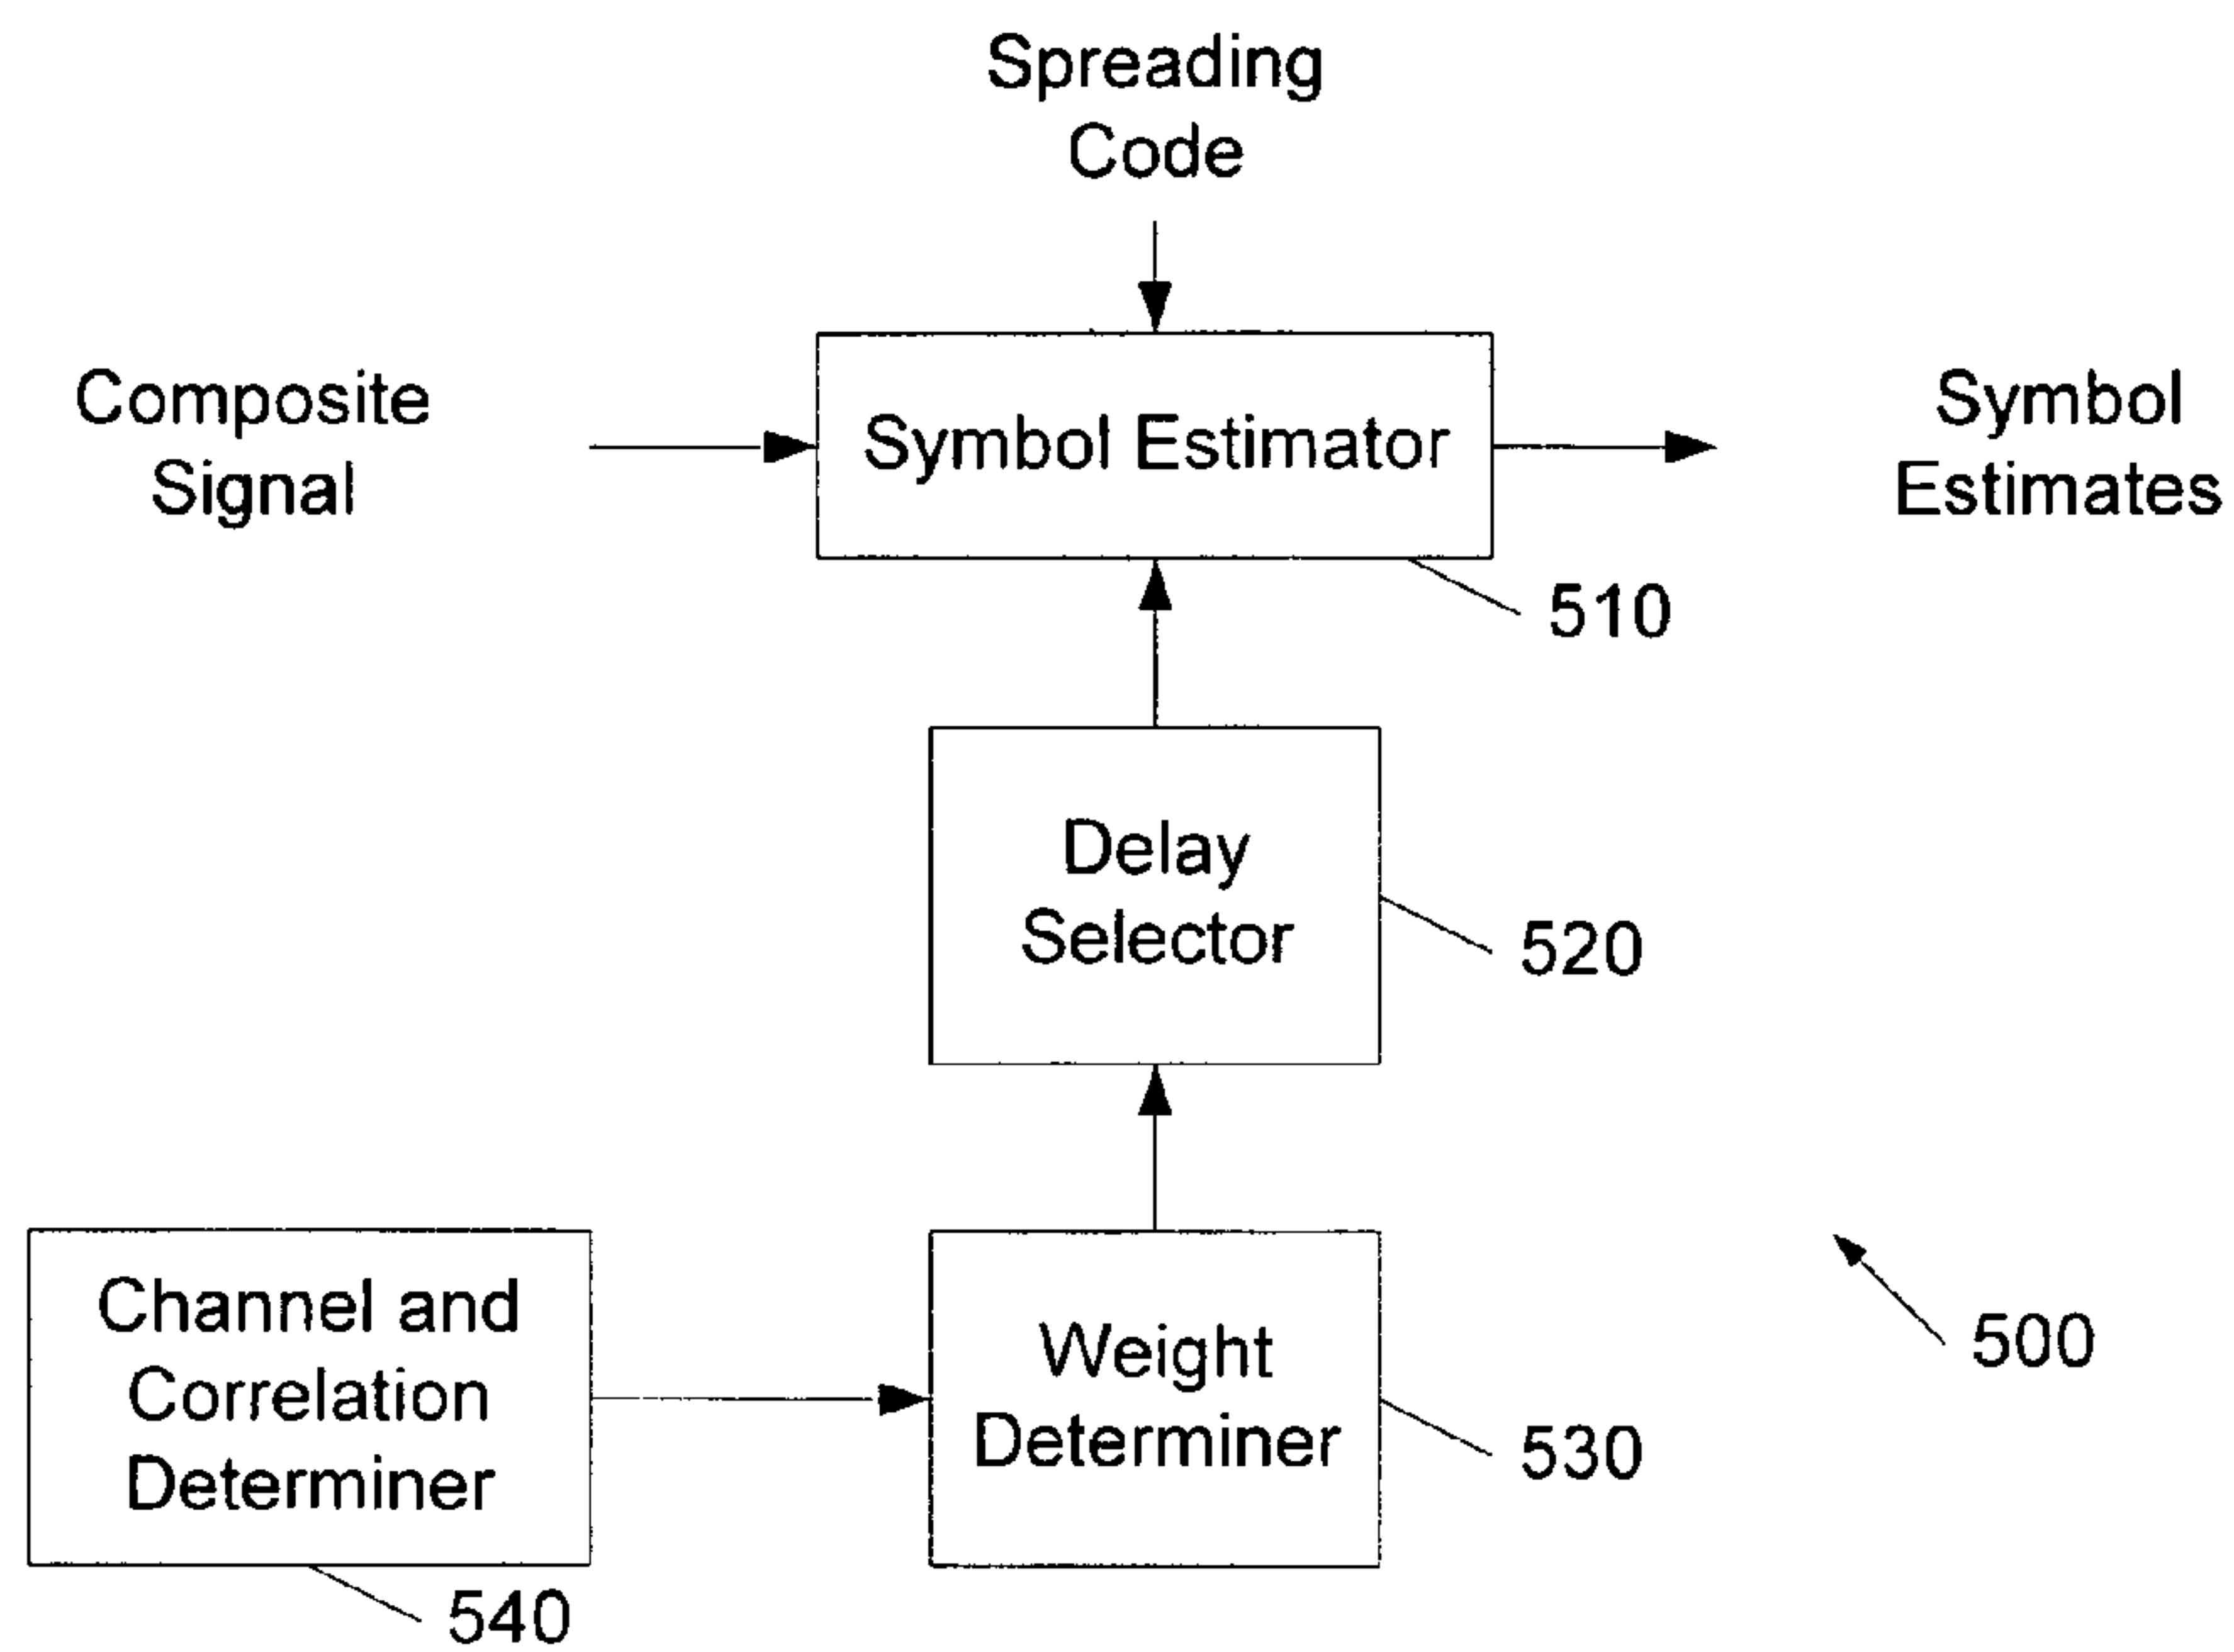 Spreading
Code
Composite
Signal
Symbol Estimator
Symbol
Estimates
510
Delay
Selector
520
Channel and
Correlation
Determiner
540
Weight
Determiner
530
500